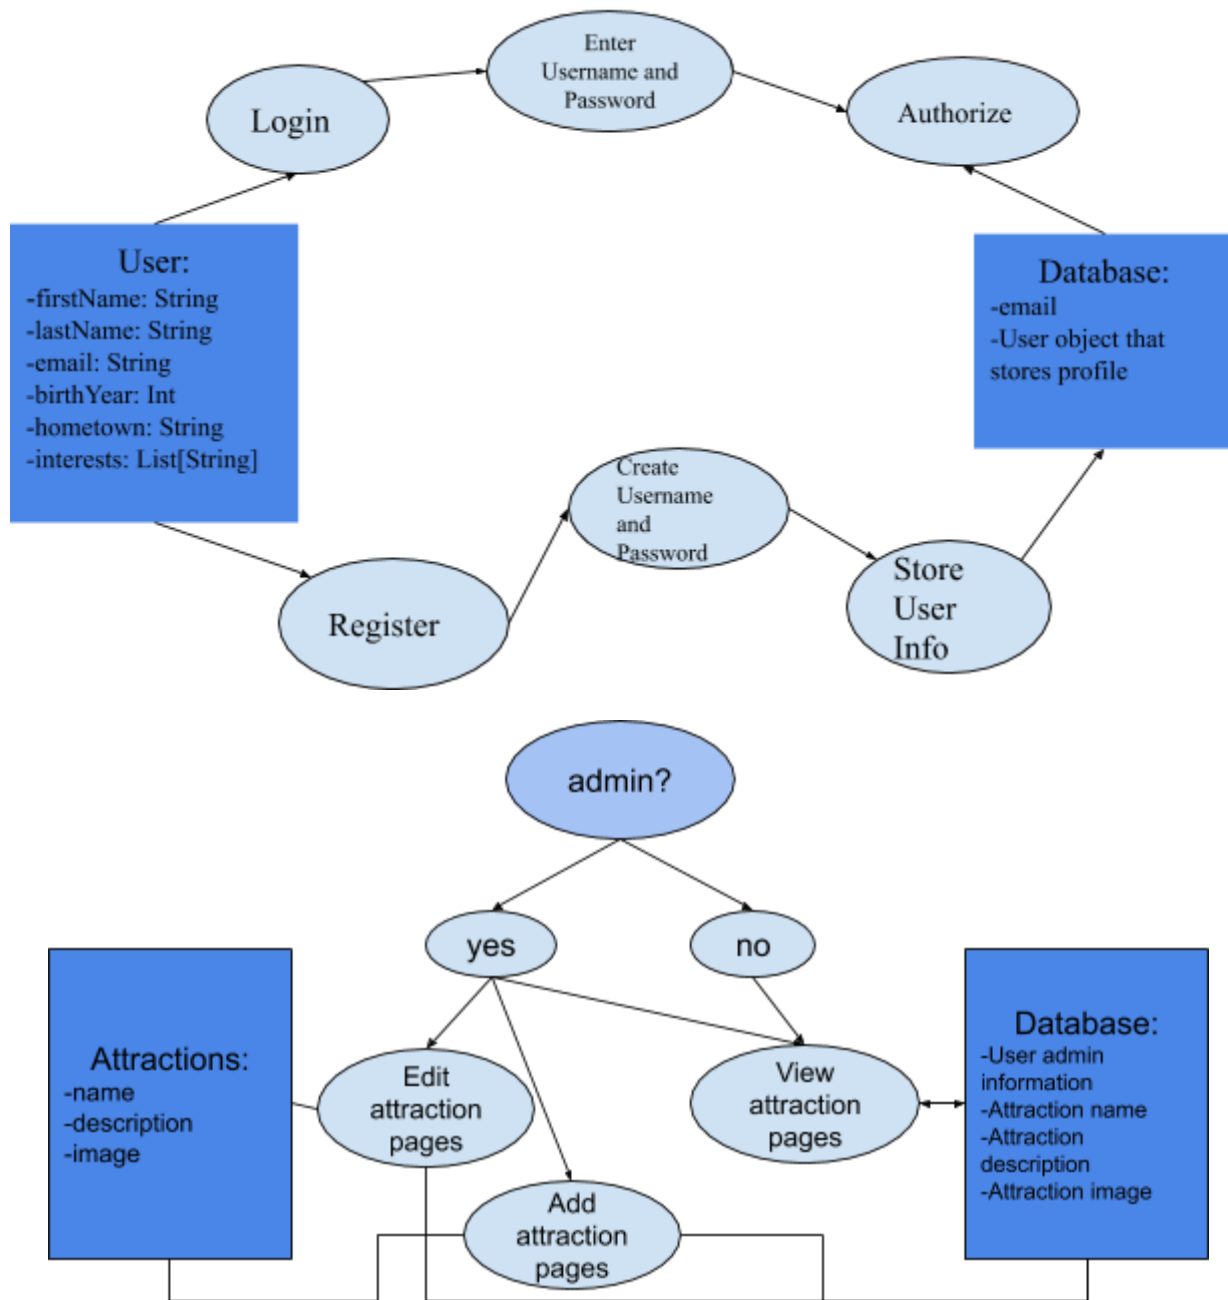 Enter
Username and
Password
Login
Authorize
User:
-firstName: String
-lastName: String
-email: String
-birthYear: Int
-hometown: String
-interests: List[String]
Database:
-email
-User object that
stores profile
Create
Username
and
Password
Register
Store
User
Info
admin?
yes
no
Attractions:
-name
-description
-image
Edit
attraction
pages
View
attraction
pages
Add
attraction
pages
Database:
-User admin
information
-Attraction name
-Attraction
description
-Attraction image